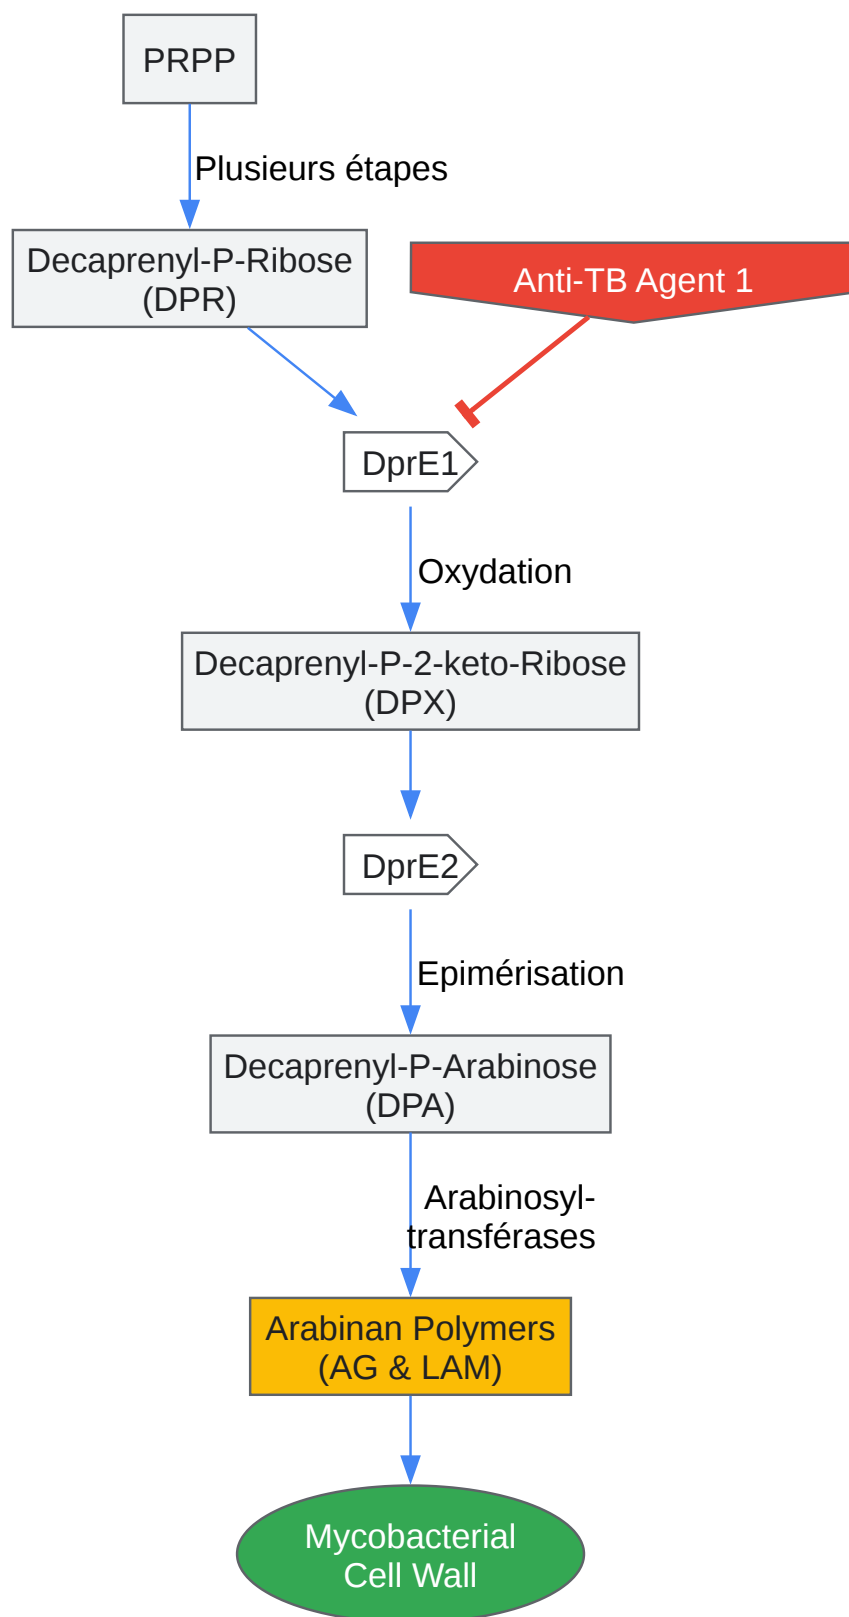 PRPP
Plusieurs étapes
Decaprenyl-P-Ribose
(DPR)
Anti-TB Agent 1
DprE1
Oxydation
Decaprenyl-P-2-keto-Ribose
(DPX)
DprE2
Epimérisation
Decaprenyl-P-Arabinose
(DPA)
Arabinosyl-
transférases
Arabinan Polymers
(AG & LAM)
Mycobacterial
Cell Wall